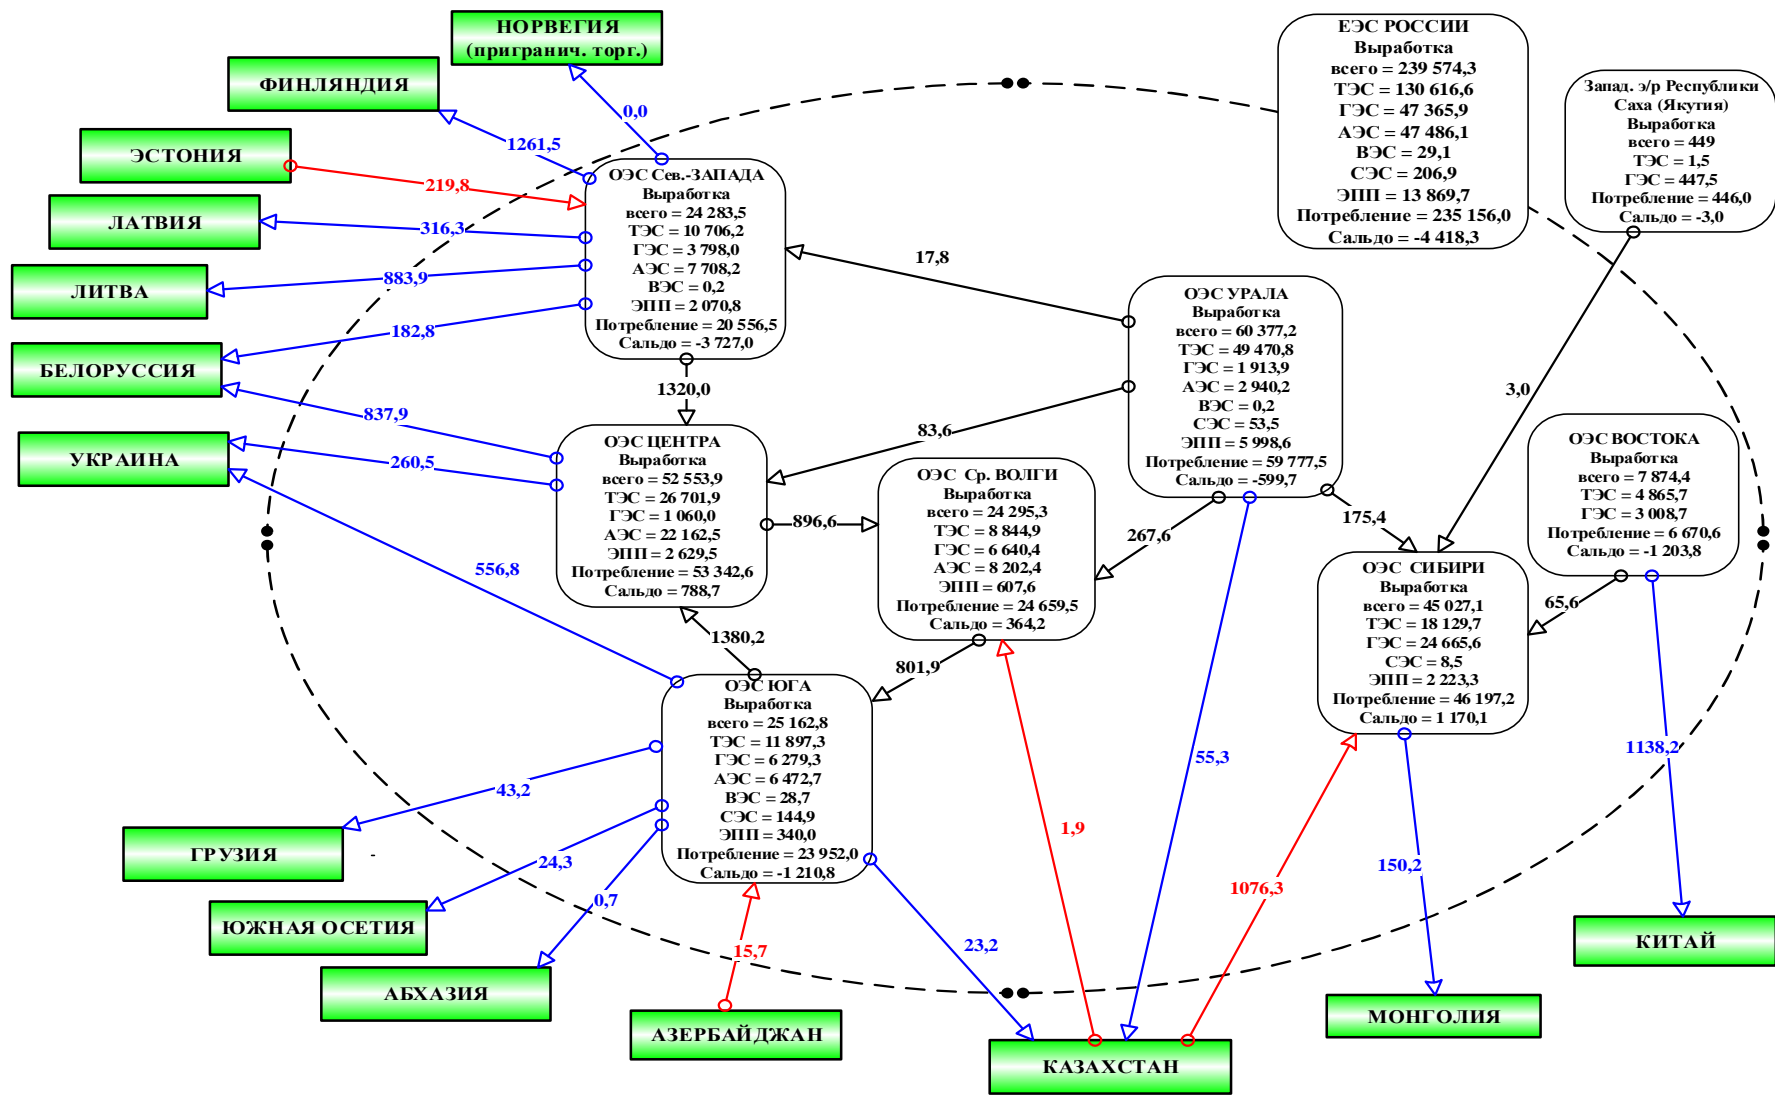 НОРВЕГИЯ
(приганич. торг.)
ФИНЛЯНДИЯ
ЭСТОНИЯ
ЛАТВИЯ
ЛИТВА
БЕЛОРУССИЯ
УКРАИНА
ГРУЗИЯ
-
ЮЖНАЯ ОСЕТИЯ
АБХАЗИЯ
АЗЕРБАЙДЖАН
КАЗАХСТАН
МОНГОЛИЯ
КИТАЙ
0,0
1261,5
219,8
316,3
883,9
182,8
837,9
260,5
556,8
43,2
24,3
0,7
15,7
23,2
1,9
55,3
1076,3
150,2
1138,2
17,8
83,6
1320,0
896,6
267,6
175,4
3,0
65,6
1380,2
801,9
ЕЭС РОССИИ
Выработка
всего = 239 574,3
ТЭС = 130 616,6
ГЭС = 47 365,9
АЭС = 47 486,1
ВЭС = 29,1
СЭС = 206,9
ЭПП = 13 869,7
Потребление = 235 156,0
Сальдо = -4 418,3
Запад. э/р Республики
Саха (Якутия)
Выработка
всего = 449
ТЭС = 1,5
ГЭС = 447,5
Потребление = 446,0
Сальдо = -3,0
ОЭС Сев.-ЗАПАДА
Выработка
всего = 24 283,5
ТЭС = 10 706,2
ГЭС = 3 798,0
АЭС = 7 708,2
ВЭС = 0,2
ЭПП = 2 070,8
Потребление = 20 556,5
Сальдо = -3 727,0
ОЭС УРАЛА
Выработка
всего = 60 377,2
ТЭС = 49 470,8
ГЭС = 1 913,9
АЭС = 2 940,2
ВЭС = 0,2
СЭС = 53,5
ЭПП = 5 998,6
Потребление = 59 777,5
Сальдо = -599,7
ОЭС ЦЕНТРА
Выработка
всего = 52 553,9
ТЭС = 26 701,9
ГЭС = 1 060,0
АЭС = 22 162,5
ЭПП = 2 629,5
Потребление = 53 342,6
Сальдо = 788,7
ОЭС Ср. ВОЛГИ
Выработка
всего = 24 295,3
ТЭС = 8 844,9
ГЭС = 6 640,4
АЭС = 8 202,4
ЭПП = 607,6
Потребление = 24 659,5
Сальдо = 364,2
ОЭС ВОСТОКА
Выработка
всего = 7 874,4
ТЭС = 4 865,7
ГЭС = 3 008,7
Потребление = 6 670,6
Сальдо = -1 203,8
ОЭС СИБИРИ
Выработка
всего = 45 027,1
ТЭС = 18 129,7
ГЭС = 24 665,6
СЭС = 8,5
ЭПП = 2 223,3
Потребление = 46 197,2
Сальдо = 1 170,1
ОЭС ЮГА
Выработка
всего = 25 162,8
ТЭС = 11 897,3
ГЭС = 6 279,3
АЭС = 6 472,7
ВЭС = 28,7
СЭС = 144,9
ЭПП = 340,0
Потребление = 23 952,0
Сальдо = -1 210,8